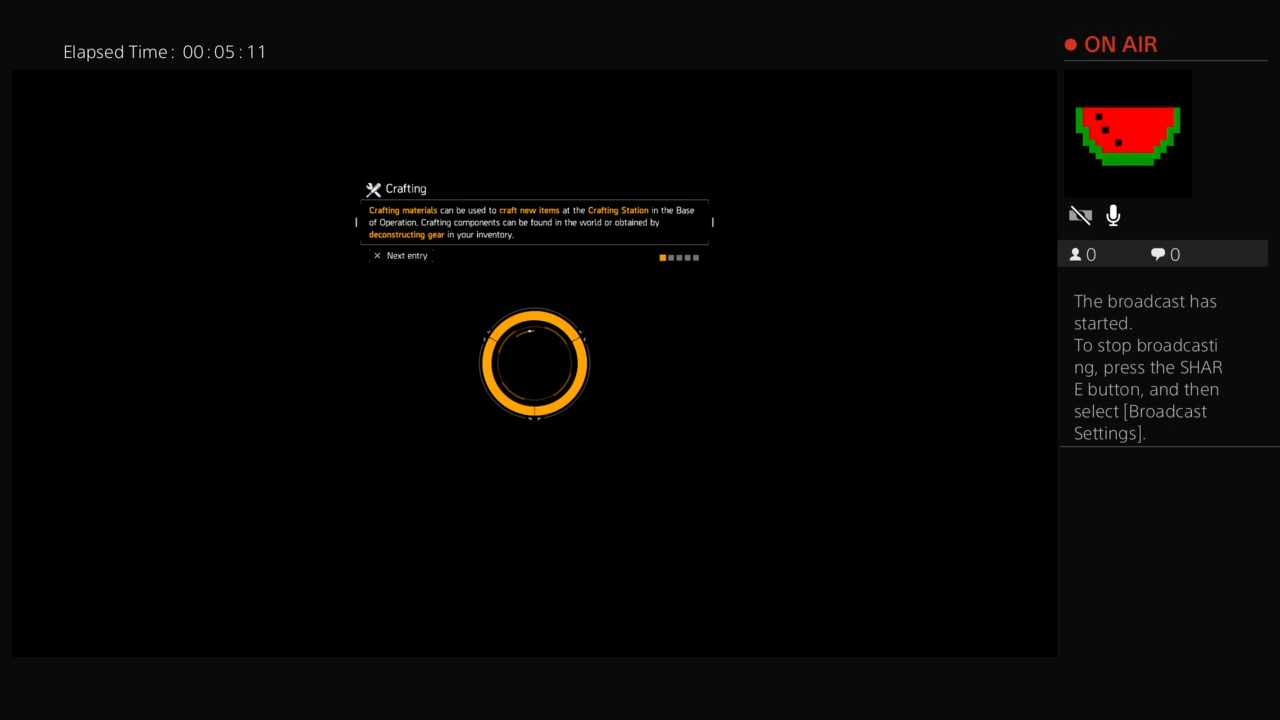 Elapsed Time: 00:05:11
ON AIR
Crafting
Crafting materials can be used to craft new items at the Crafting Station in the Base
of Operation. Crafting components can be found in the world or obtained by
deconstructing gear in your inventory.
Next entry
0
0
The broadcast has
started.
To stop broadcasti
ng, press the SHAR
E button, and then
select [Broadcast
Settings].